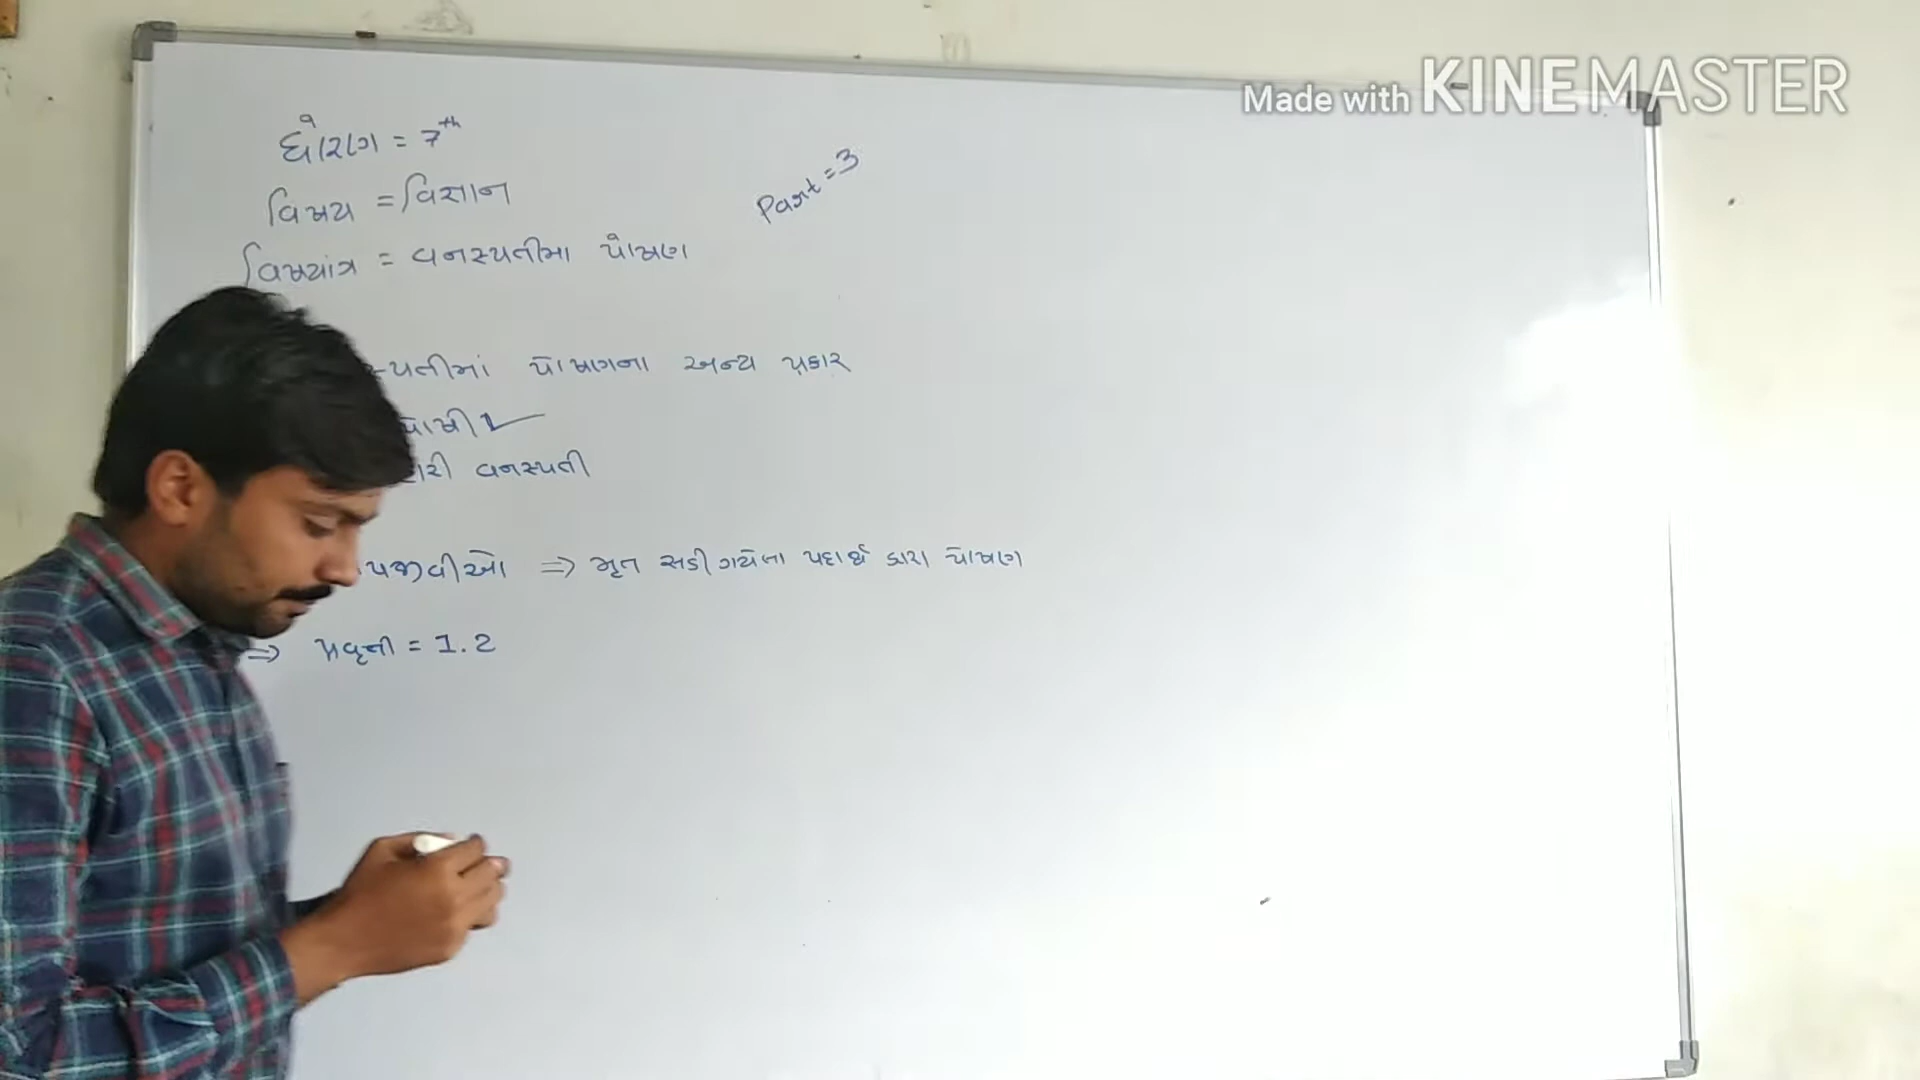 Made with KINEMASTER
ધોરણ = 7th
વિષય = વિજ્ઞાન
Part = 3
વિષયાંત્ર = વનસ્પતીમા પોષણ
સ્પતીમાં પોષણના અન્ય પ્રકાર
પોષી
ારી વનસ્પતી
પજીવીઓ ⇒ મૃત સડી ગયેલા પદાર્થ દ્વારા પોષણ
⇒ પ્રવૃત્તી = 1.2